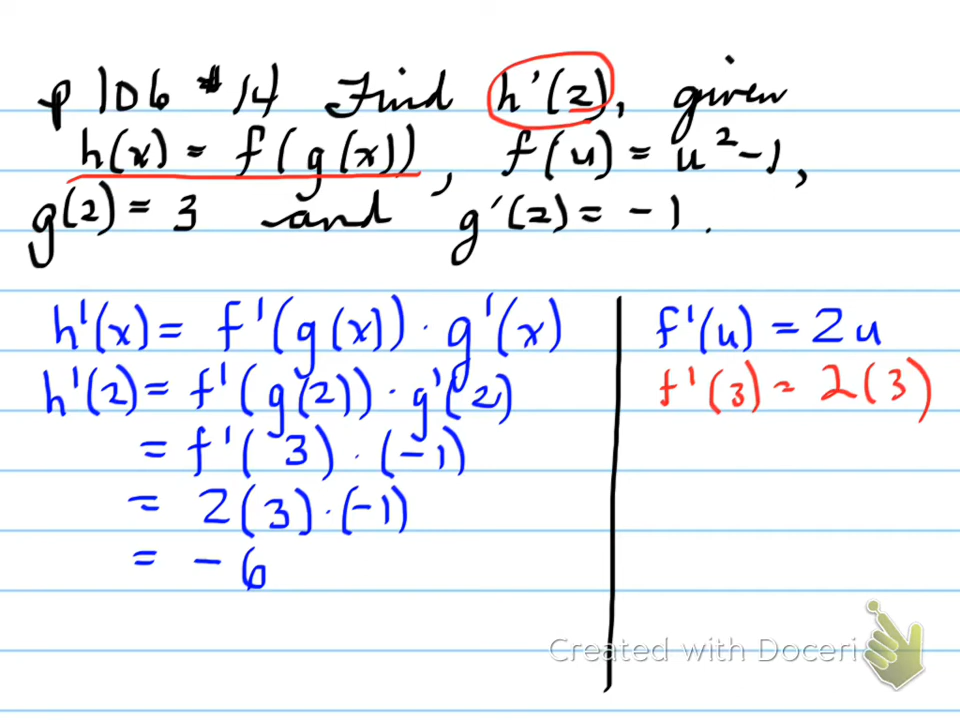 p 106 # 14 Find h'(2), given
h(x) = f(g(x)), f(u) = u²-1,
g(2) = 3 and g'(2) = -1.
h'(x) = f'(g(x)) · g'(x)
h'(2) = f'(g(2)) · g'(2)
= f'(3) · (-1)
= 2(3) · (-1)
= -6
f'(u) = 2u
f'(3) = 2(3)
Created with Doceri